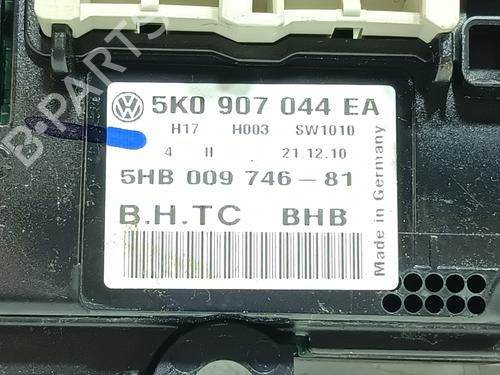 5K0 907 044 EA
H17 H003 SW1010
4 II 21.12.10
5HB 009 746-81
B.H.TC BHB
Made in Germany
B-PARTS